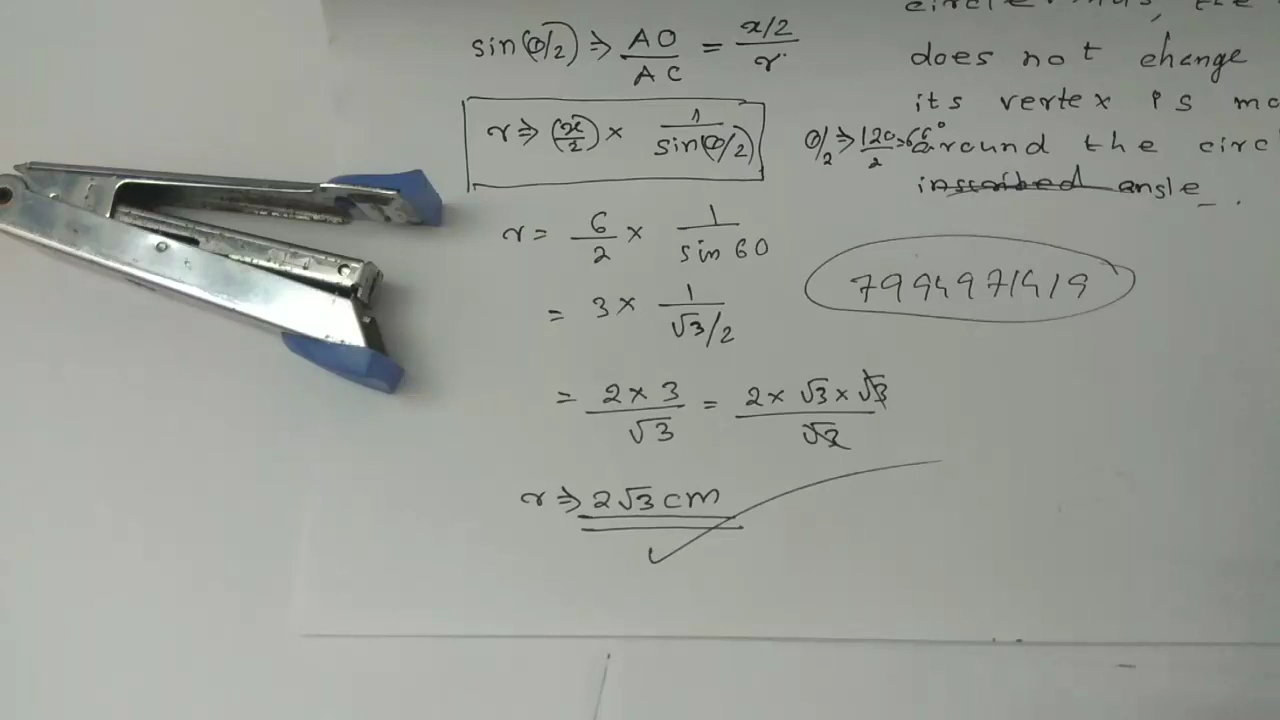 sin(θ/2) ⇒ AO/AC = (x/2)/r
r ⇒ (x/2) × 1/sin(θ/2)
r = 6/2 × 1/sin 60
= 3 × 1/(√3/2)
= (2 × 3)/√3 = (2 × √3 × √3)/√3
r ⇒ 2√3 cm
does not change
its vertex is
θ/2 ⇒ 120/2 = 60°
around the circ
inscribed angle.
7994971419